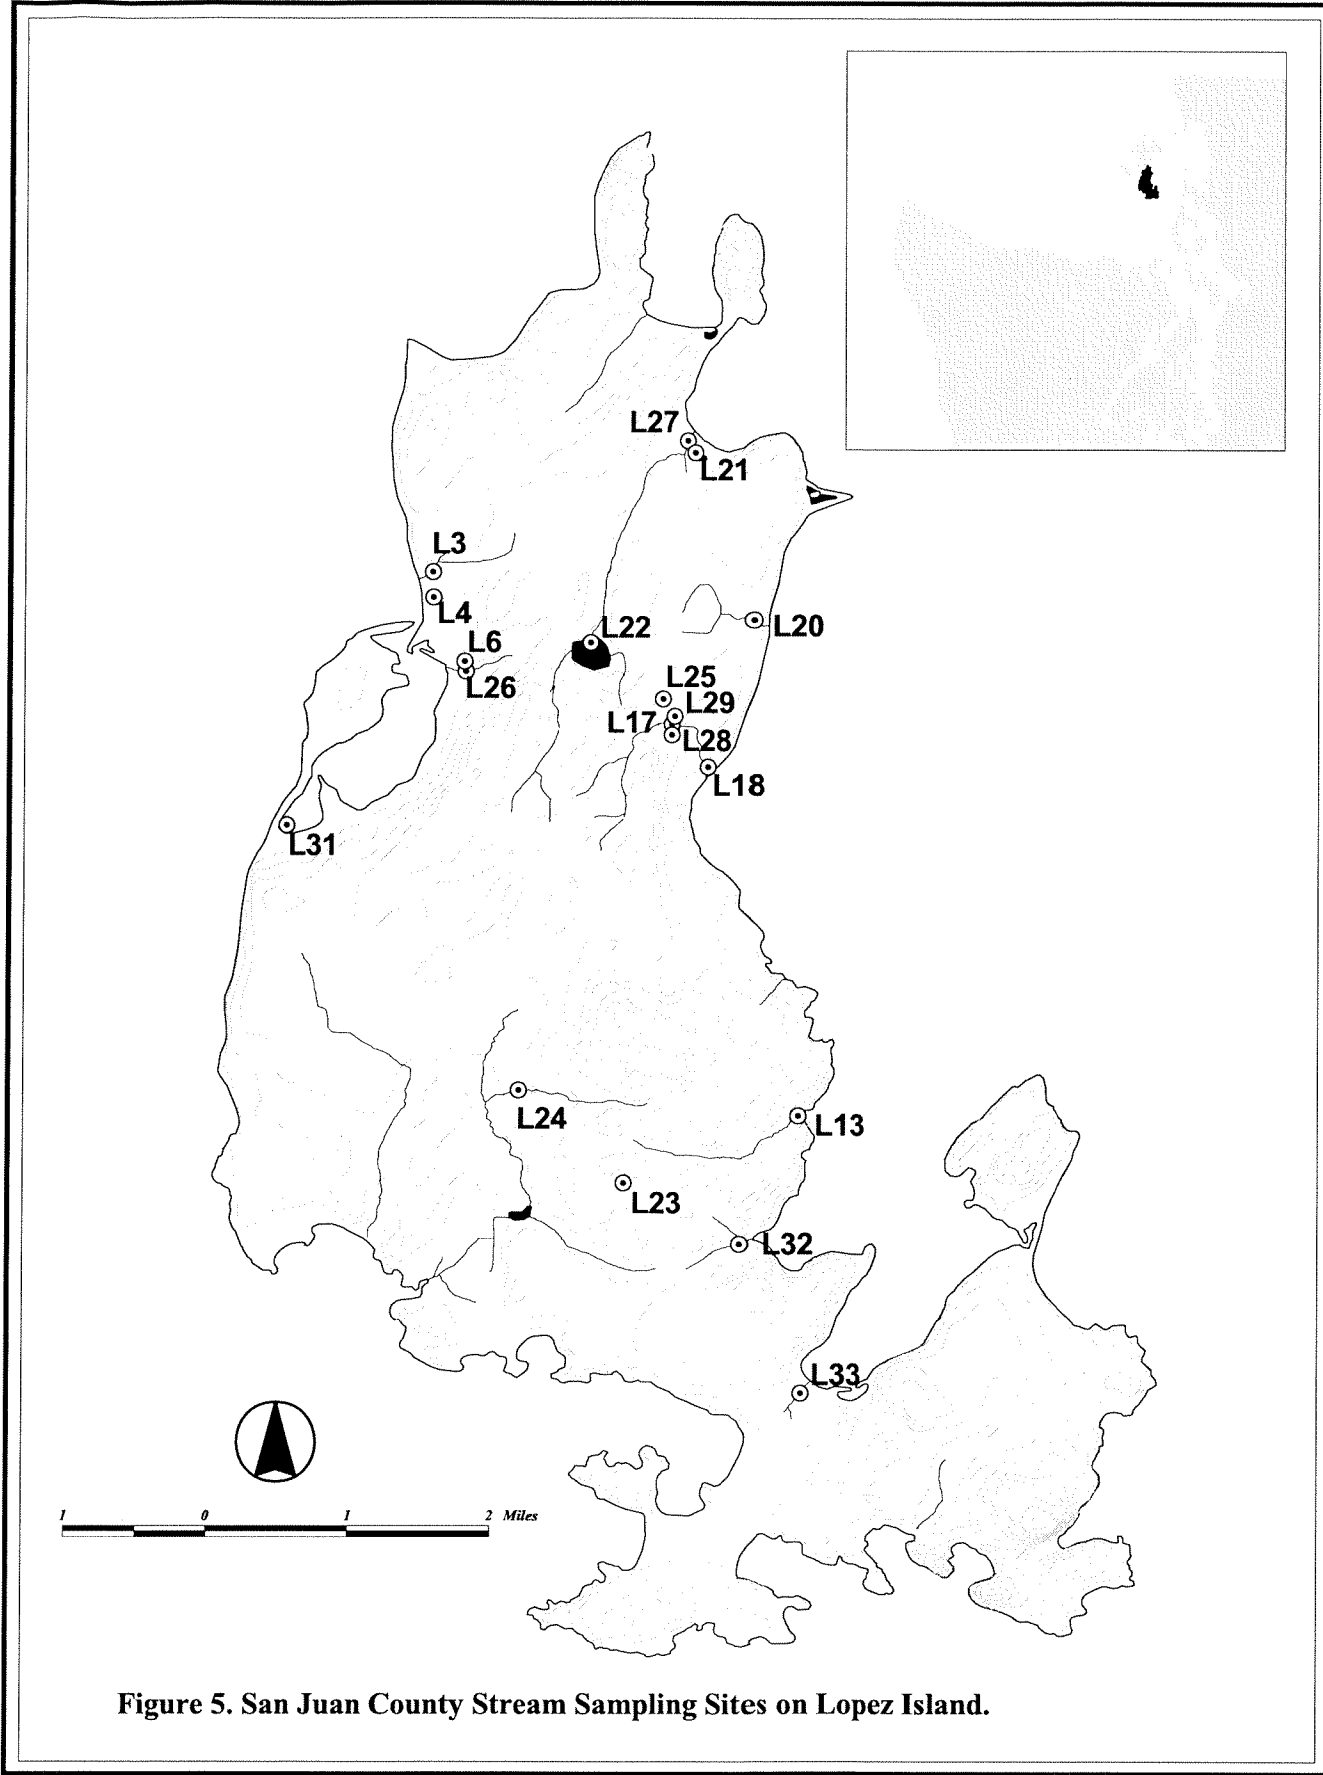 L27
L21
L3
L4
L20
L22
L6
L26
L25
L29
L17
L28
L18
L31
L24
L13
L23
L32
L33
1 0 1 2 Miles
Figure 5. San Juan County Stream Sampling Sites on Lopez Island.